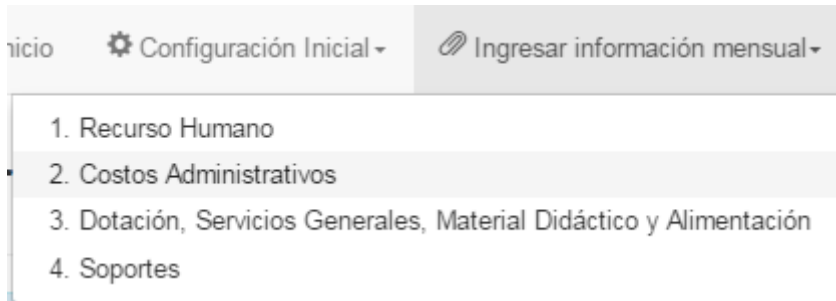 nicio Configuración Inicial Ingresar información mensual
1. Recurso Humano
2. Costos Administrativos
3. Dotación, Servicios Generales, Material Didáctico y Alimentación
4. Soportes